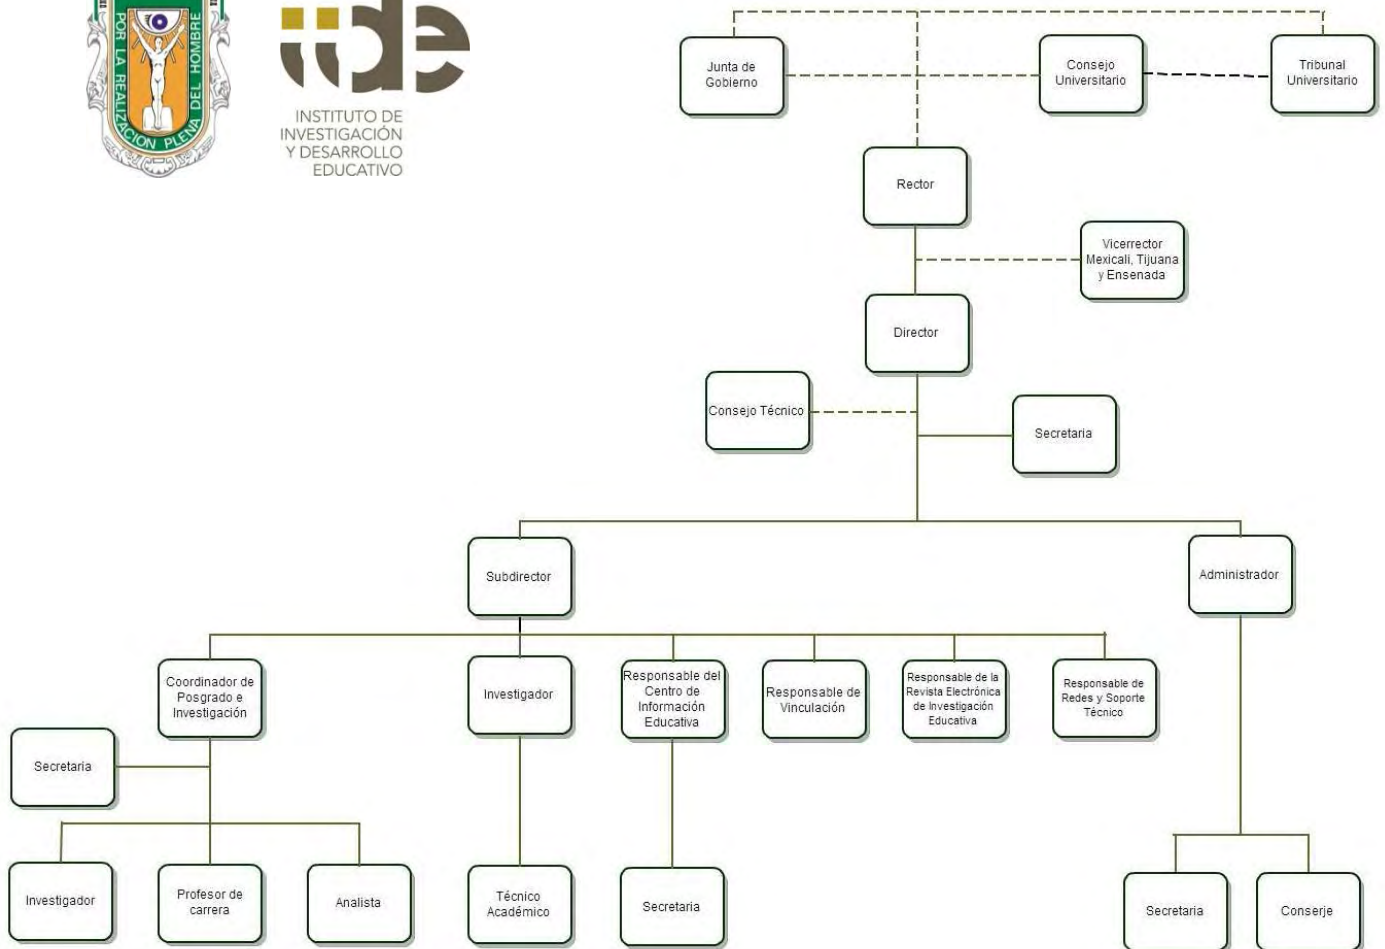 POR LA REALIZACIÓN PLENA DEL HOMBRE
iide
INSTITUTO DE
INVESTIGACIÓN
Y DESARROLLO
EDUCATIVO
Junta de
Gobierno
Consejo
Universitario
Tribunal
Universitario
Rector
Vicerrector
Mexicali, Tijuana
y Ensenada
Director
Consejo Técnico
Secretaria
Subdirector
Administrador
Coordinador de
Posgrado e
Investigación
Investigador
Responsable del
Centro de
Información
Educativa
Responsable de
Vinculación
Responsable de la
Revista Electrónica
de Investigación
Educativa
Responsable de
Redes y Soporte
Técnico
Secretaria
Investigador
Profesor de
carrera
Analista
Técnico
Académico
Secretaria
Secretaria
Conserje